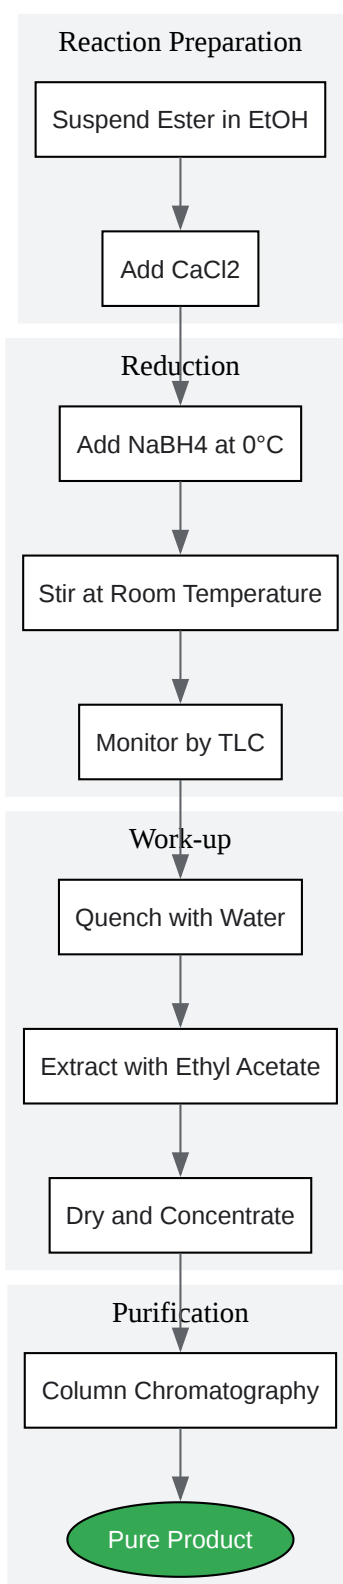 Reaction Preparation
Suspend Ester in EtOH
Add CaCl2
Reduction
Add NaBH4 at 0°C
Stir at Room Temperature
Monitor by TLC
Work-up
Quench with Water
Extract with Ethyl Acetate
Dry and Concentrate
Purification
Column Chromatography
Pure Product